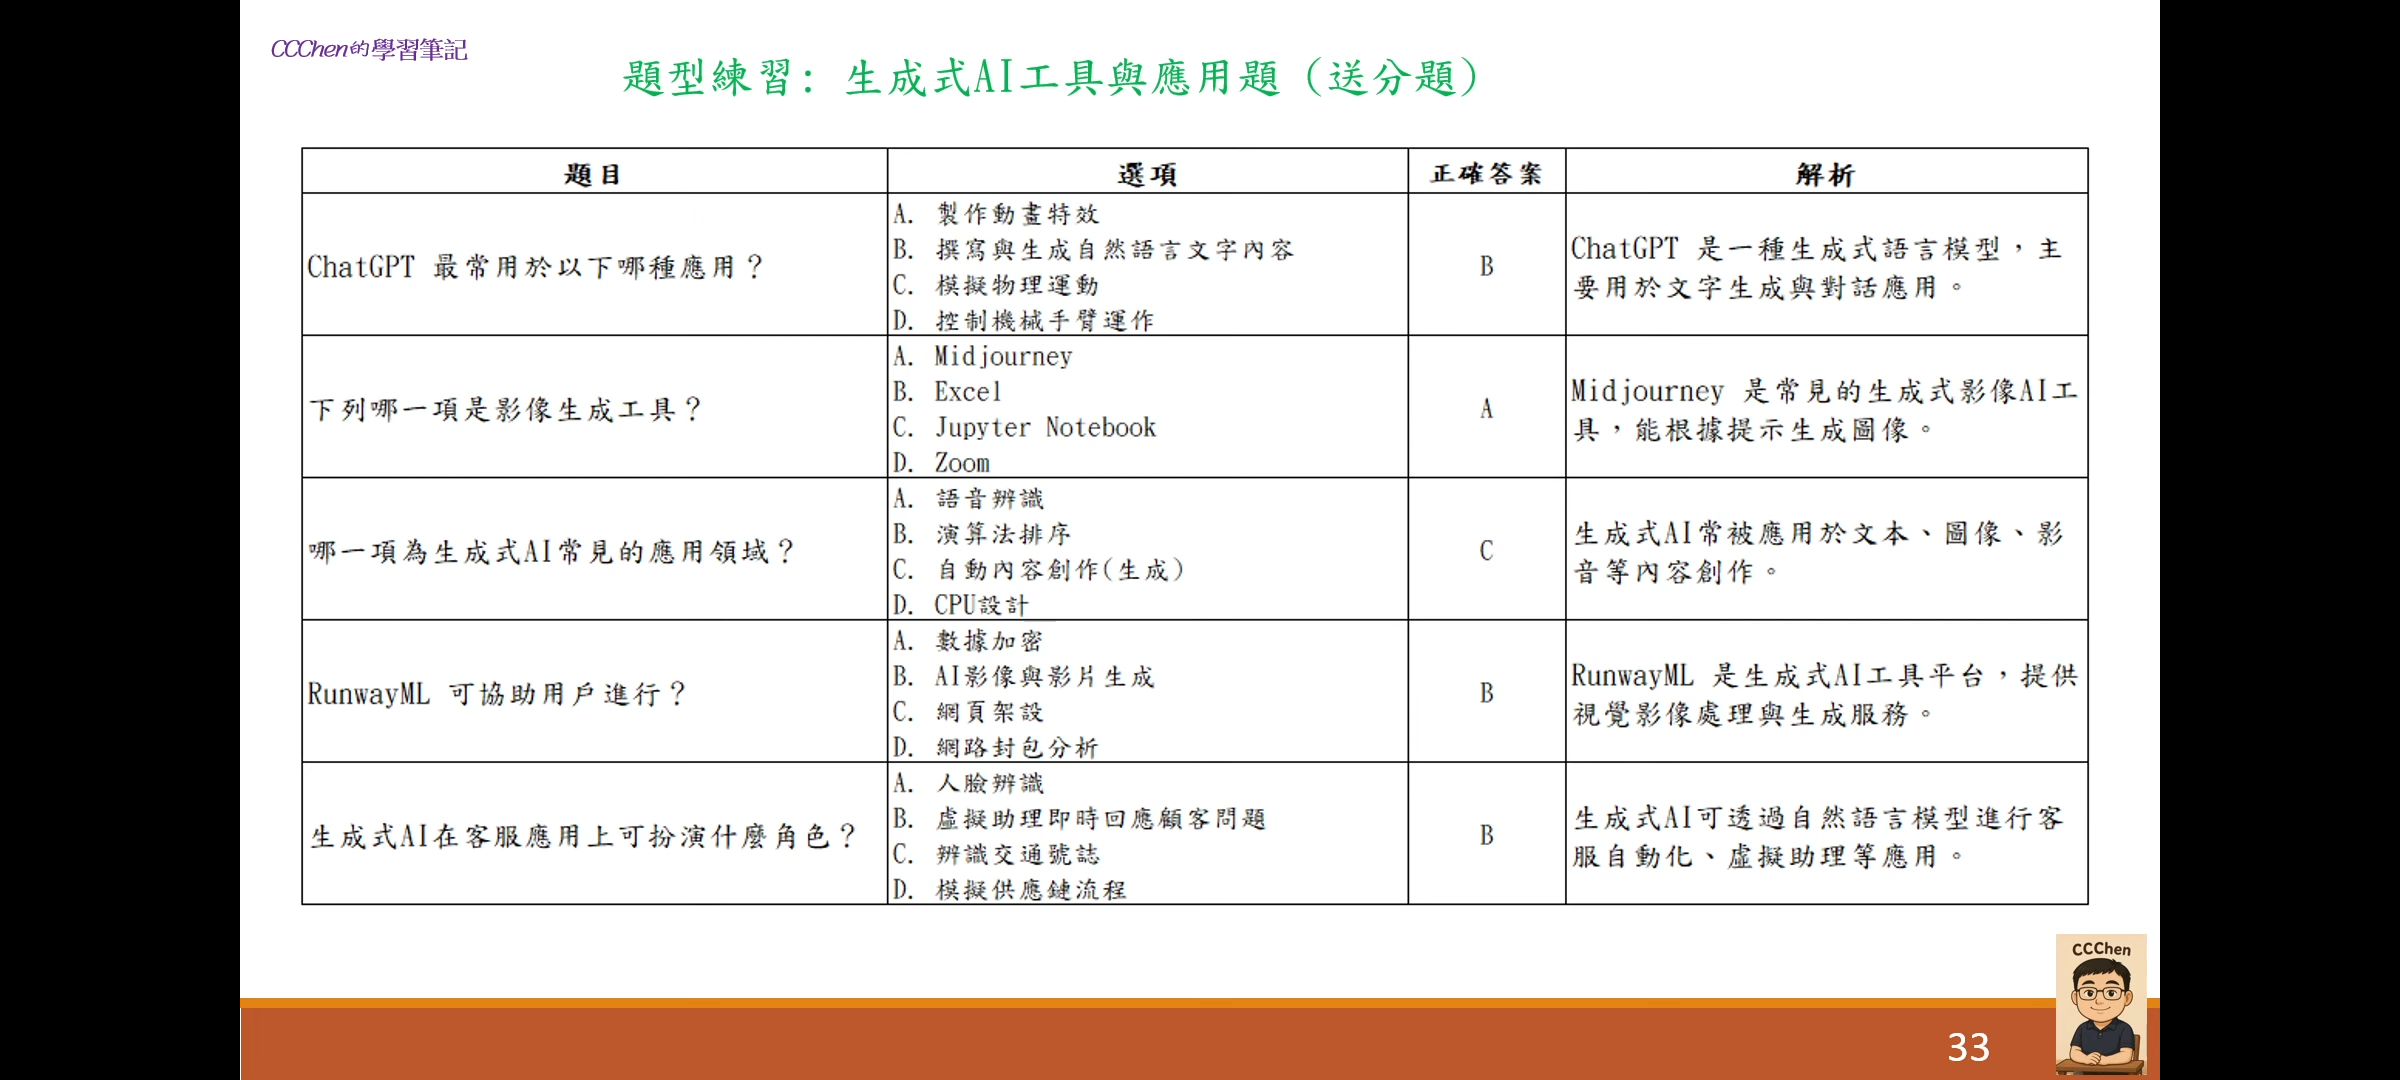 CCChen的學習筆記
題型練習: 生成式AI工具與應用題 (送分題)
題目 選項 正確答案 解析
ChatGPT 最常用於以下哪種應用？
A. 製作動畫特效
B. 撰寫與生成自然語言文字內容
C. 模擬物理運動
D. 控制機械手臂運作
B
ChatGPT 是一種生成式語言模型，主
要用於文字生成與對話應用。
下列哪一項是影像生成工具？
A. Midjourney
B. Excel
C. Jupyter Notebook
D. Zoom
A
Midjourney 是常見的生成式影像AI工
具，能根據提示生成圖像。
哪一項為生成式AI常見的應用領域？
A. 語音辨識
B. 演算法排序
C. 自動內容創作(生成)
D. CPU設計
C
生成式AI常被應用於文本、圖像、影
音等內容創作。
RunwayML 可協助用戶進行？
A. 數據加密
B. AI影像與影片生成
C. 網頁架設
D. 網路封包分析
B
RunwayML 是生成式AI工具平台，提供
視覺影像處理與生成服務。
生成式AI在客服應用上可扮演什麼角色？
A. 人臉辨識
B. 虛擬助理即時回應顧客問題
C. 辨識交通號誌
D. 模擬供應鏈流程
B
生成式AI可透過自然語言模型進行客
服自動化、虛擬助理等應用。
CCChen
33